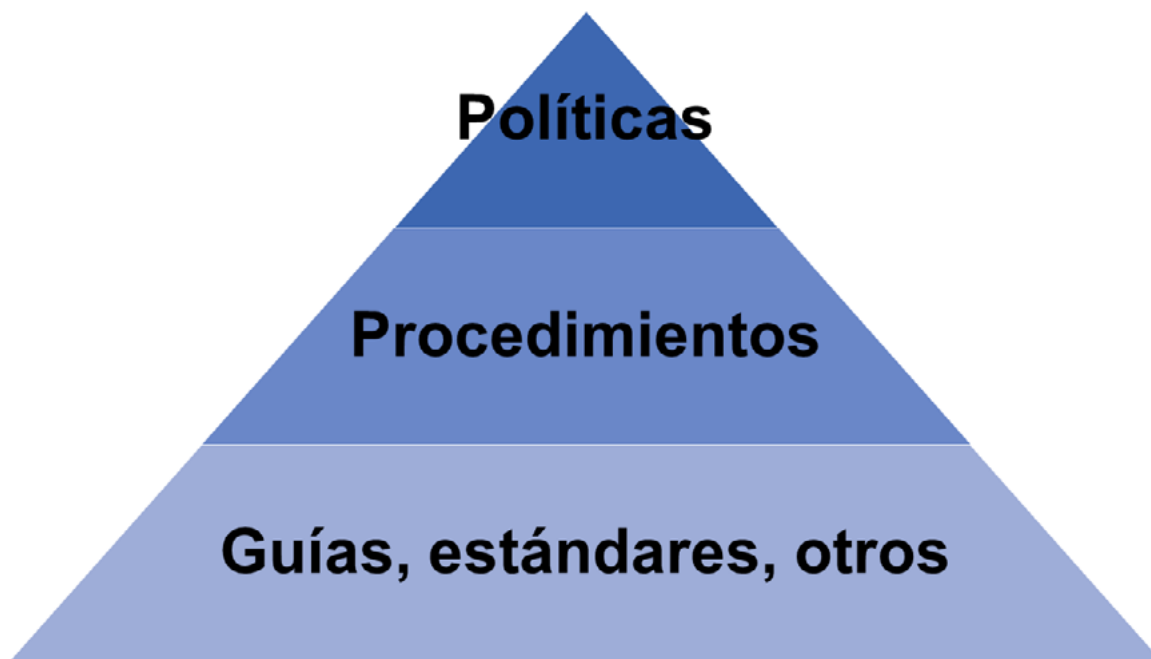 Políticas
Procedimientos
Guías, estándares, otros